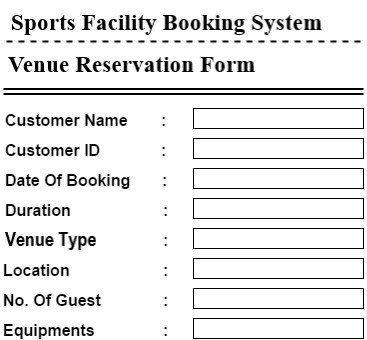 Sports Facility Booking System
Venue Reservation Form
Customer Name :
Customer ID :
Date Of Booking :
Duration :
Venue Type :
Location :
No. Of Guest :
Equipments :